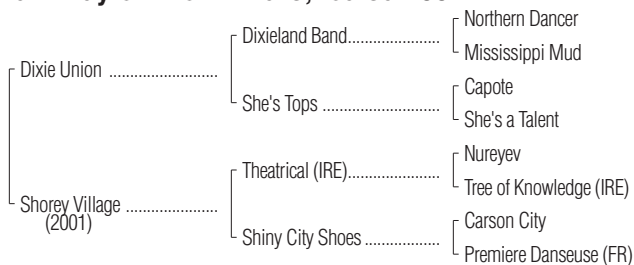 Northern Dancer
Dixieland Band
Mississippi Mud
Dixie Union
Capote
She's Tops
She's a Talent
Nureyev
Theatrical (IRE)
Tree of Knowledge (IRE)
Shorey Village
(2001)
Carson City
Shiny City Shoes
Premiere Danseuse (FR)